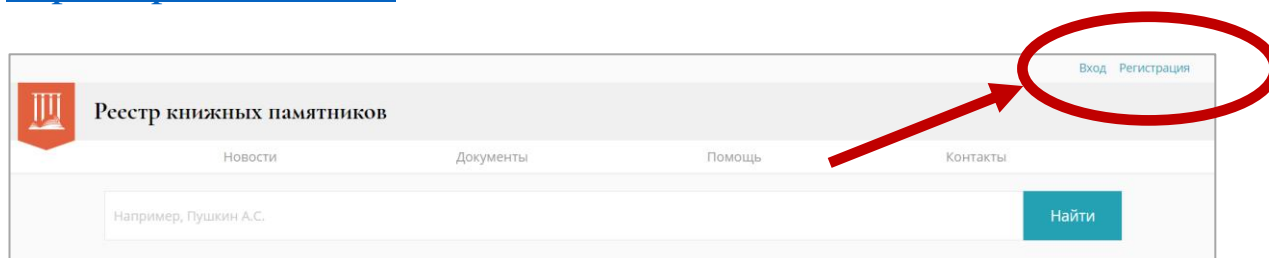 Вход Регистрация
Реестр книжных памятников
Новости Документы Помощь Контакты
Например, Пушкин А.С. Найти